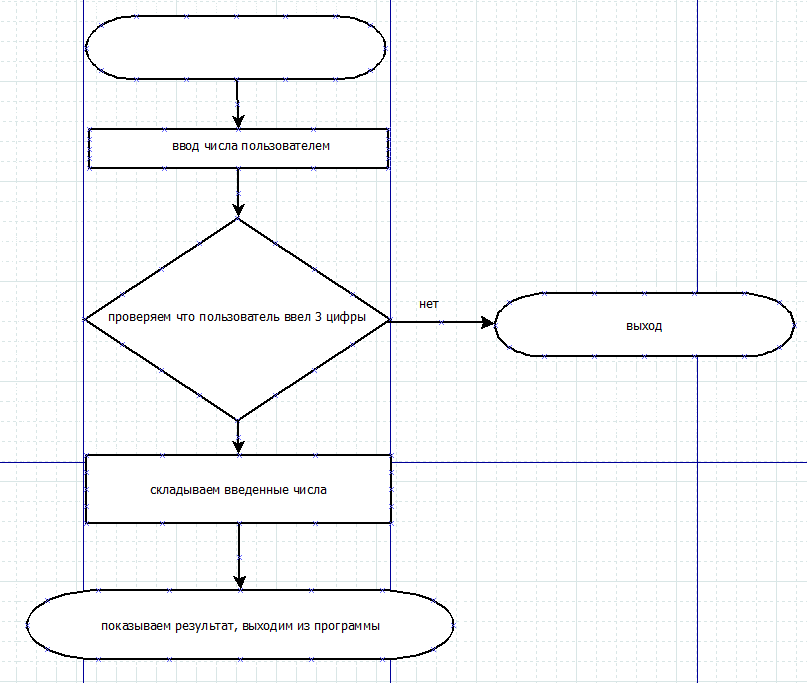 ввод числа пользователем
нет
проверяем что пользователь ввел 3 цифры
выход
складываем введенные числа
показываем результат, выходим из программы